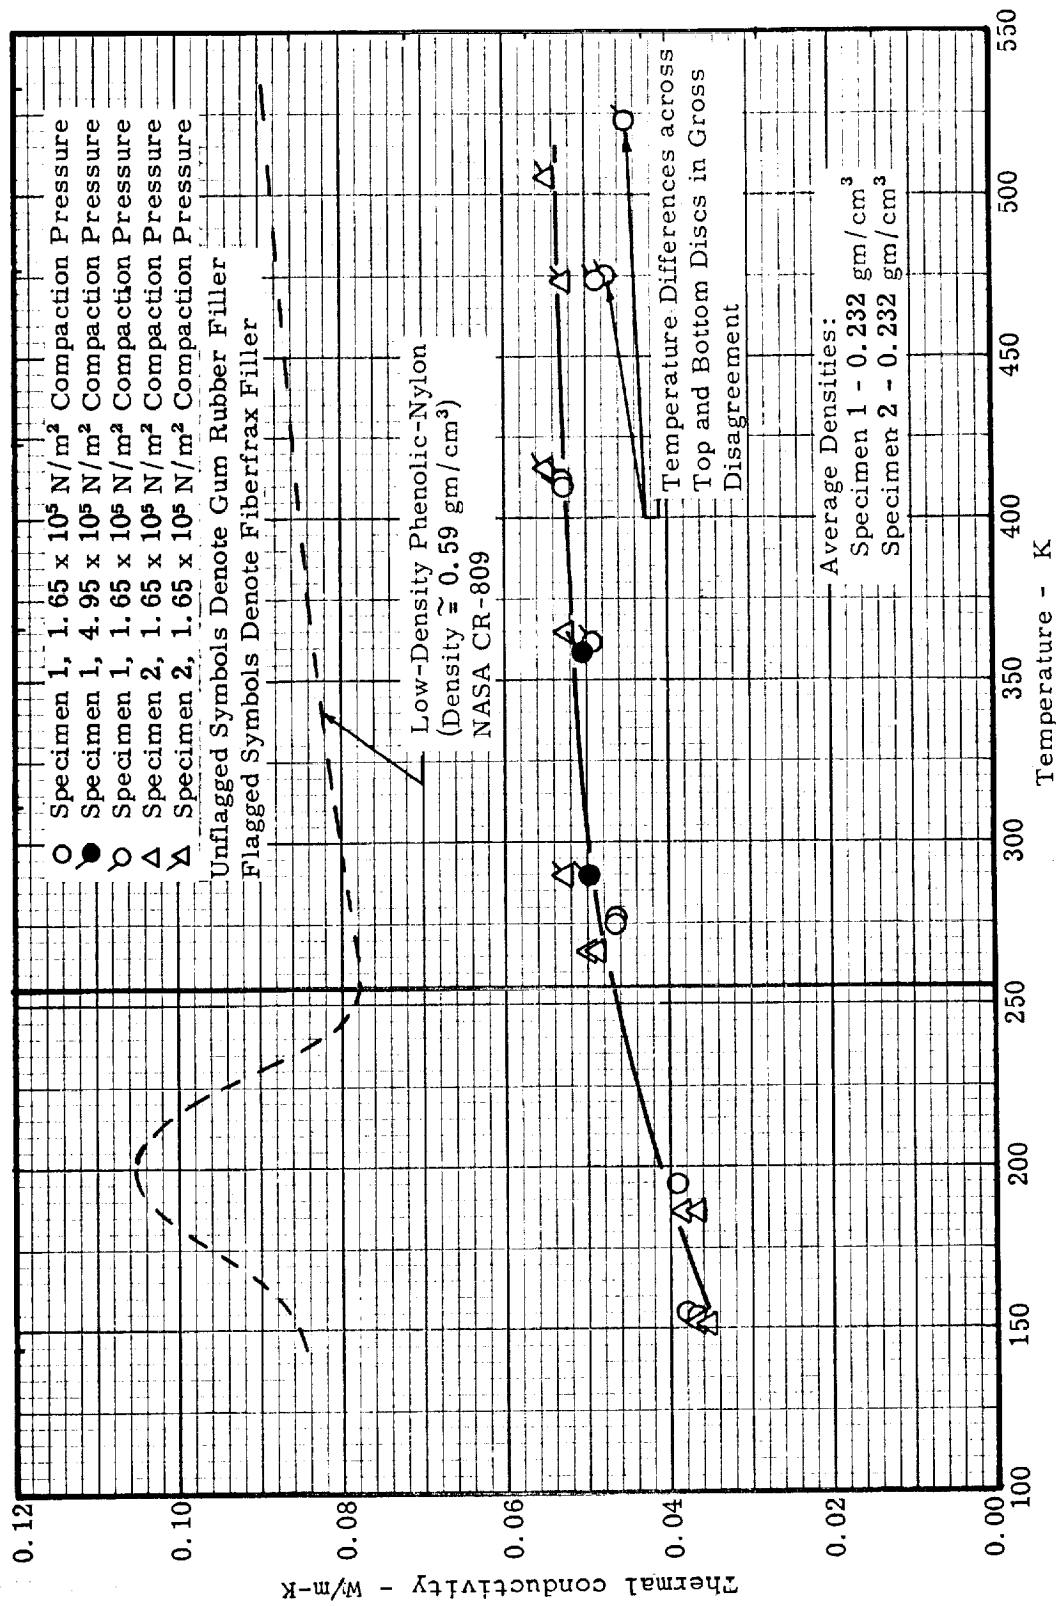 Specimen 1, 1.65 x 10⁵ N/m² Compaction Pressure
Specimen 1, 4.95 x 10⁵ N/m² Compaction Pressure
Specimen 1, 1.65 x 10⁵ N/m² Compaction Pressure
Specimen 2, 1.65 x 10⁵ N/m² Compaction Pressure
Specimen 2, 1.65 x 10⁵ N/m² Compaction Pressure
Unflagged Symbols Denote Gum Rubber Filler
Flagged Symbols Denote Fiberfrax Filler
Low-Density Phenolic-Nylon
(Density ≅ 0.59 gm/cm³)
NASA CR-809
Temperature Differences across
Top and Bottom Discs in Gross
Disagreement
Average Densities:
Specimen 1 - 0.232 gm/cm³
Specimen 2 - 0.232 gm/cm³
0.12
0.10
0.08
0.06
0.04
0.02
0.00
Thermal conductivity - W/m-K
100
150
200
250
300
350
400
450
500
550
Temperature - K